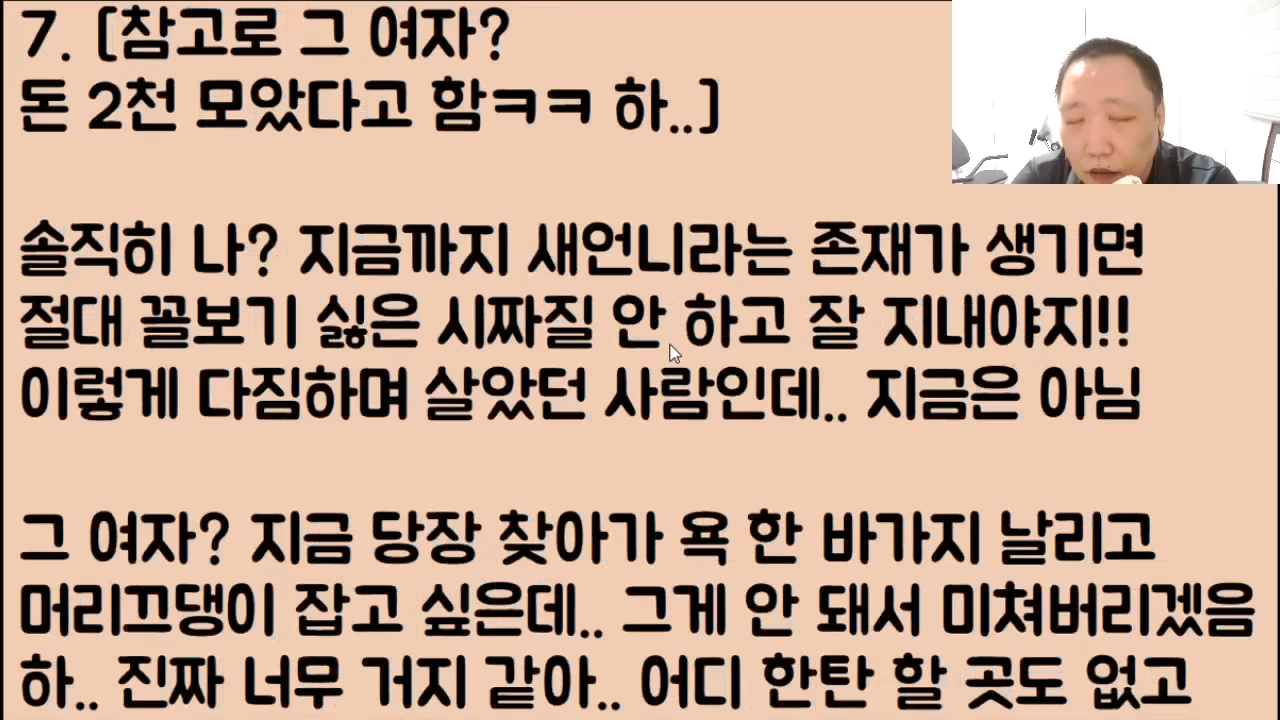 7. [참고로 그 여자?
돈 2천 모았다고 함ㅋㅋ 하..]
솔직히 나? 지금까지 새언니라는 존재가 생기면
절대 꼴보기 싫은 시짜질 안 하고 잘 지내야지!!
이렇게 다짐하며 살았던 사람인데.. 지금은 아님
그 여자? 지금 당장 찾아가 욕 한 바가지 날리고
머리끄댕이 잡고 싶은데.. 그게 안 돼서 미쳐버리겠음
하.. 진짜 너무 거지 같아.. 어디 한탄 할 곳도 없고